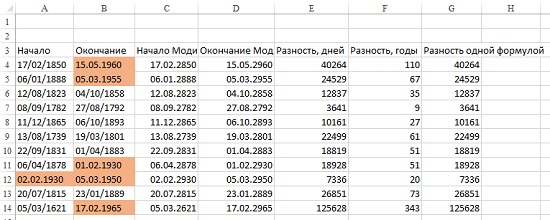 A B C D E F G H
1
2
3 Начало Окончание Начало Моди Окончание Мод Разность, дней Разность, годы Разность одной формулой
4 17/02/1850 15.05.1960 17.02.2850 15.05.2960 40264 110 40264
5 06/01/1888 05.03.1955 06.01.2888 05.03.2955 24529 67 24529
6 12/08/1823 04/10/1858 12.08.2823 04.10.2858 12837 35 12837
7 08/09/1782 27/08/1792 08.09.2782 27.08.2792 3641 9 3641
8 11/12/1865 06/10/1893 11.12.2865 06.10.2893 10161 27 10161
9 13/08/1739 19/03/1801 13.08.2739 19.03.2801 22499 61 22499
10 22/09/1831 01/04/1883 22.09.2831 01.04.2883 18819 51 18819
11 06/04/1878 01.02.1930 06.04.2878 01.02.2930 18928 51 18928
12 02.02.1930 05.03.1950 02.02.2930 05.03.2950 7336 20 7336
13 20/07/1815 23/01/1889 20.07.2815 23.01.2889 26851 73 26851
14 05/03/1621 17.02.1965 05.03.2621 17.02.2965 125628 343 125628